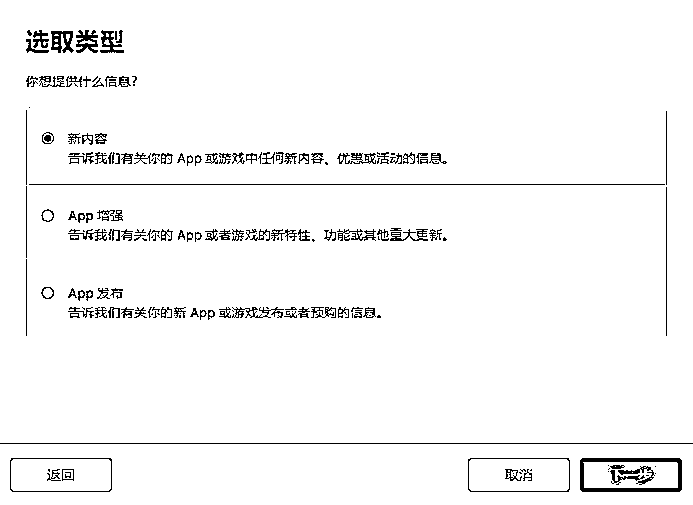 选取类型
你想提供什么信息?
新内容
告诉我们有关你的 App 或游戏中任何新内容、优惠或活动的信息。
App 增强
告诉我们有关你的 App 或者游戏的新特性、功能或其他重大更新。
App 发布
告诉我们有关你的新 App 或游戏发布或者预购的信息。
返回
取消
下一步